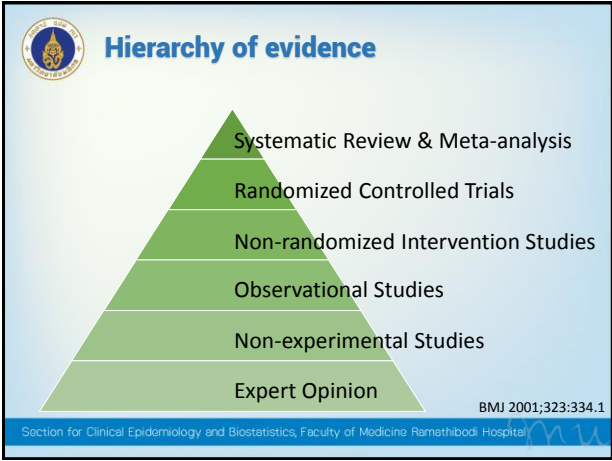 Hierarchy of evidence
Systematic Review & Meta-analysis
Randomized Controlled Trials
Non-randomized Intervention Studies
Observational Studies
Non-experimental Studies
Expert Opinion
BMJ 2001;323:334.1
Section for Clinical Epidemiology and Biostatistics, Faculty of Medicine Ramathibodi Hospital
mu